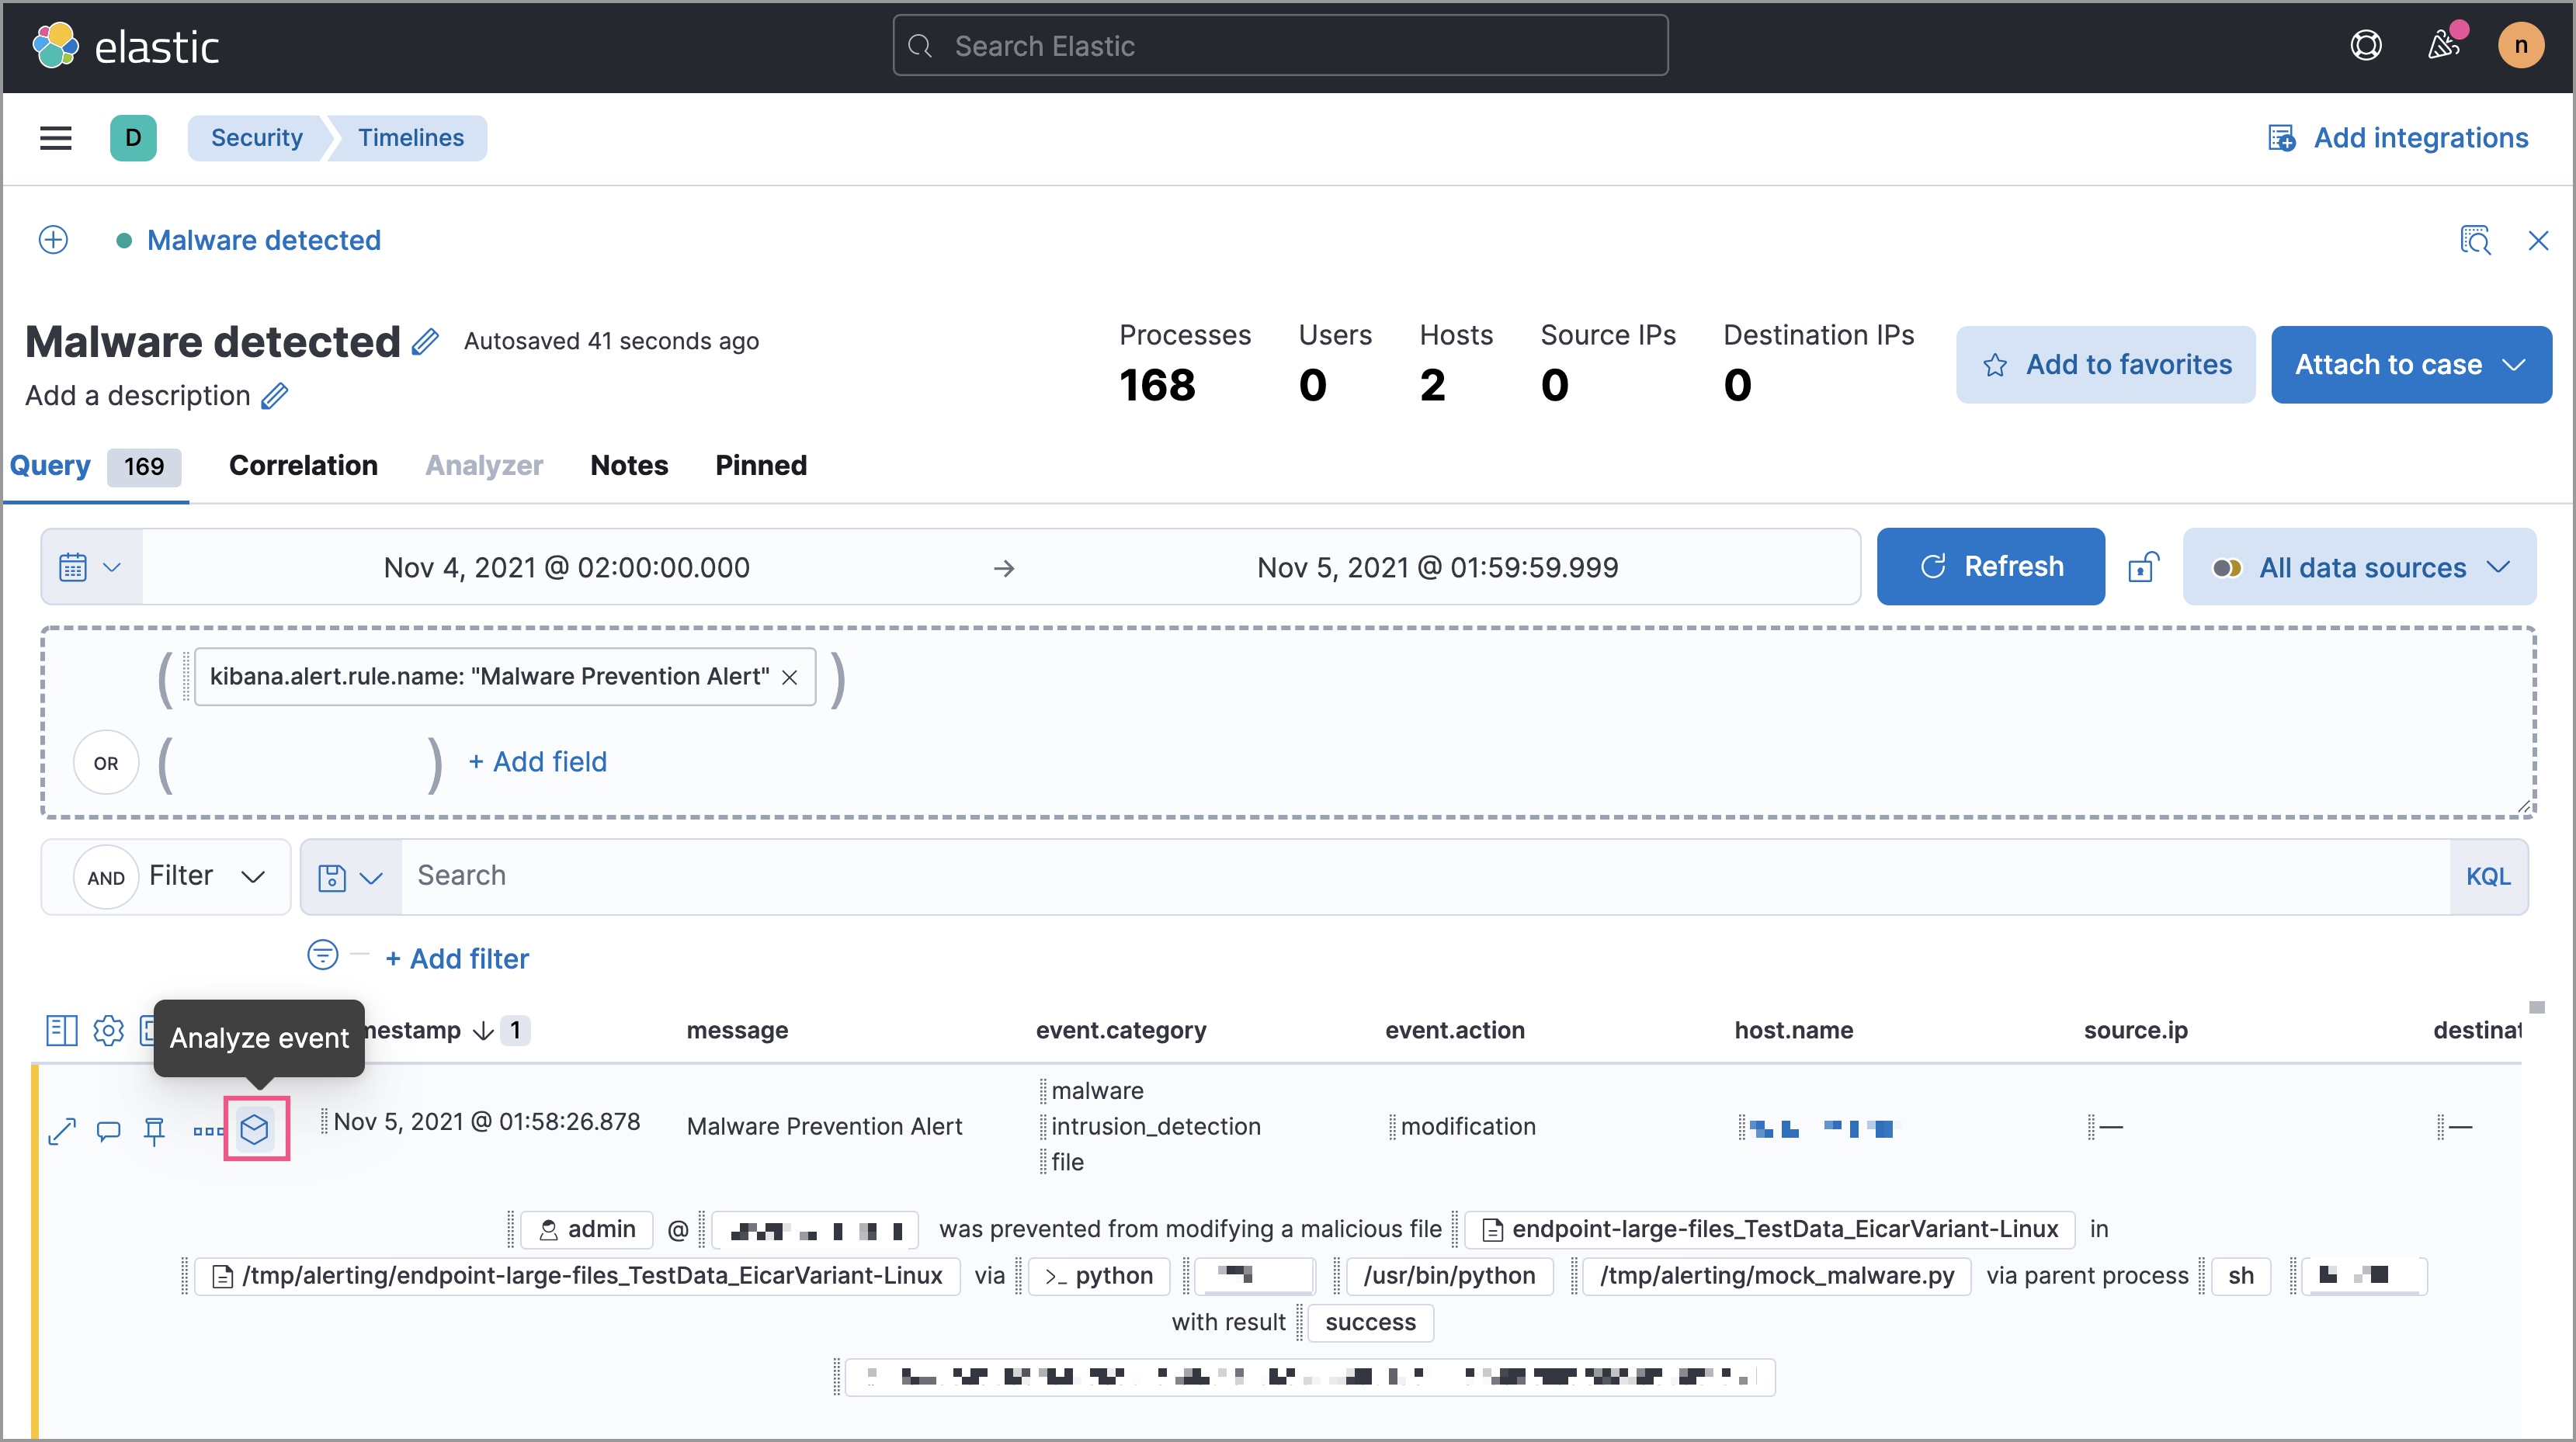 elastic
Search Elastic
n
D
Security
Timelines
Add integrations
Malware detected
Malware detected
Autosaved 41 seconds ago
Add a description
Processes
168
Users
0
Hosts
2
Source IPs
0
Destination IPs
0
Add to favorites
Attach to case
Query 169
Correlation
Analyzer
Notes
Pinned
Nov 4, 2021 @ 02:00:00.000 → Nov 5, 2021 @ 01:59:59.999
Refresh
All data sources
( kibana.alert.rule.name: "Malware Prevention Alert" )
OR ( ) + Add field
AND Filter
Search
KQL
+ Add filter
Analyze event
mestamp 1
message
event.category
event.action
host.name
source.ip
destinat
Nov 5, 2021 @ 01:58:26.878
Malware Prevention Alert
malware
intrusion_detection
file
modification
—
—
admin @ was prevented from modifying a malicious file endpoint-large-files_TestData_EicarVariant-Linux in
/tmp/alerting/endpoint-large-files_TestData_EicarVariant-Linux via >_ python /usr/bin/python /tmp/alerting/mock_malware.py via parent process sh
with result success